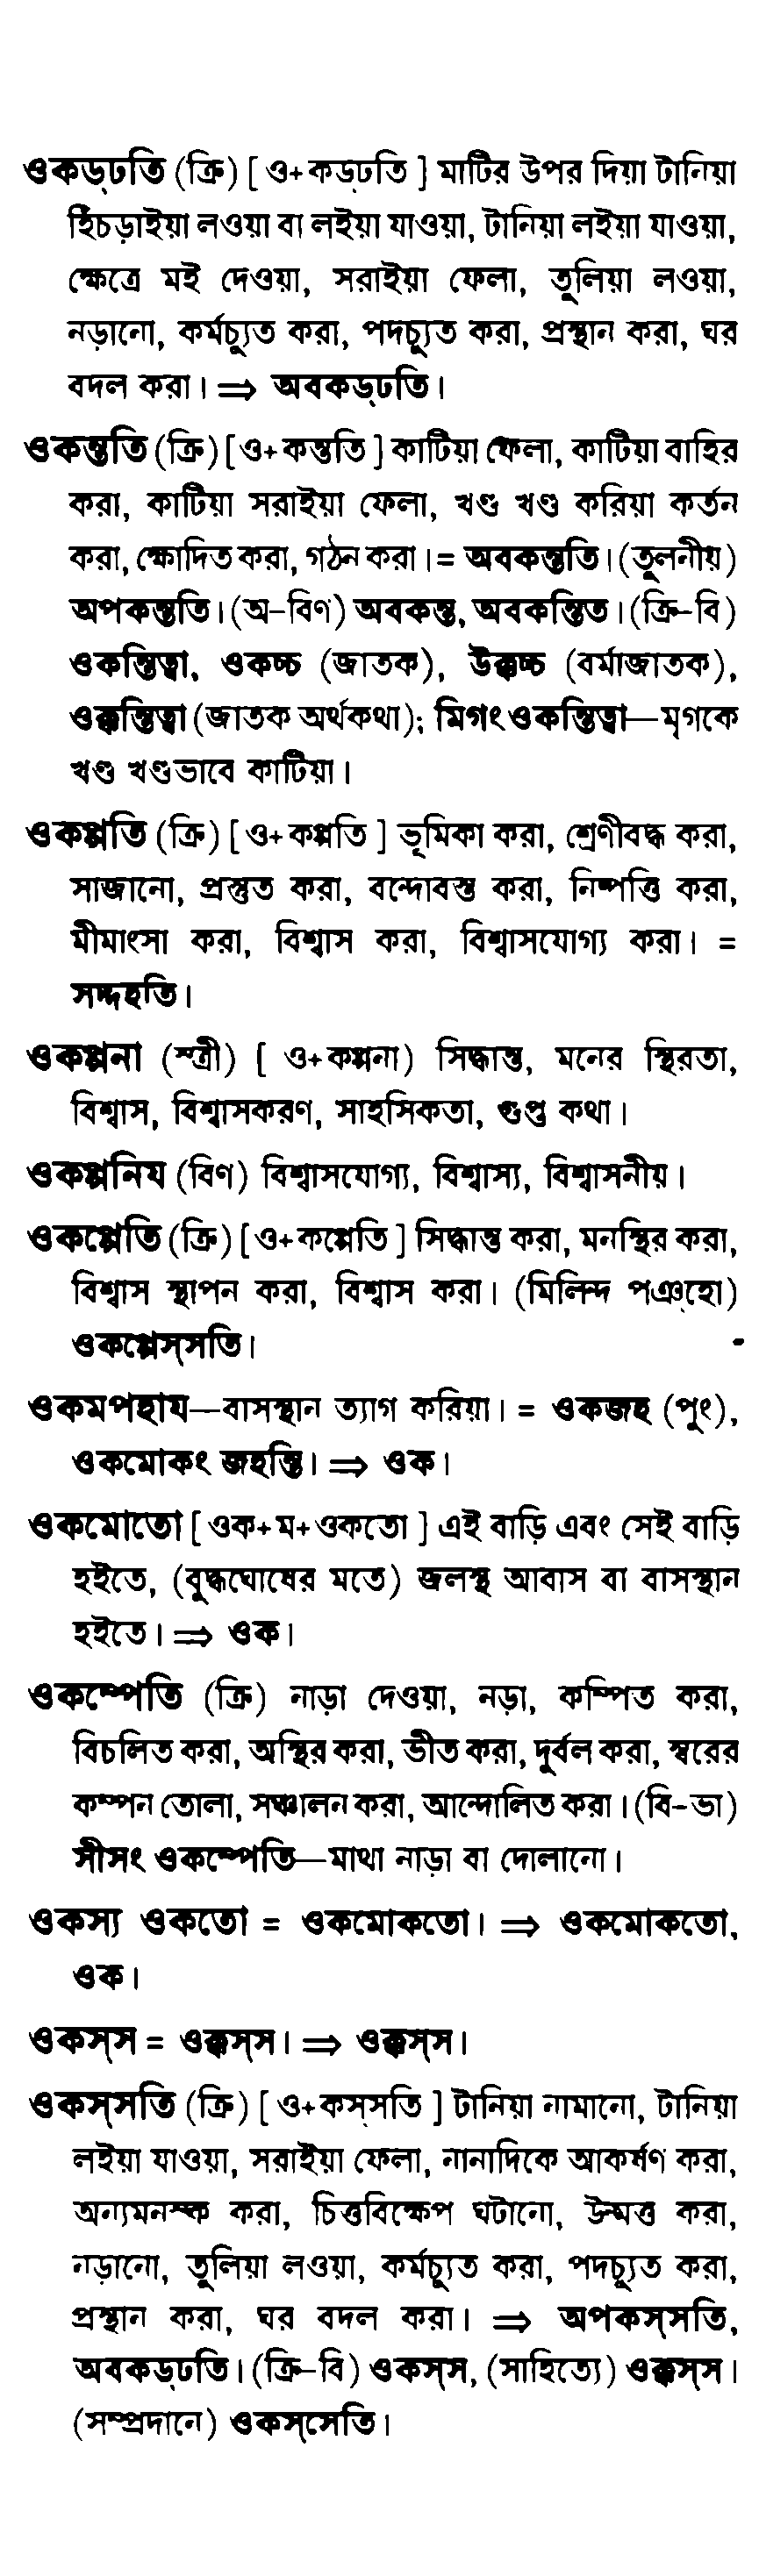 ওকড্ঢতি (ক্রি) [ ও+কড্ঢতি ] মাটির উপর দিয়া টানিয়া
হিঁচড়াইয়া লওয়া বা লইয়া যাওয়া, টানিয়া লইয়া যাওয়া,
ক্ষেত্রে মই দেওয়া, সরাইয়া ফেলা, তুলিয়া লওয়া,
নড়ানো, কর্মচ্যুত করা, পদচ্যুত করা, প্রস্থান করা, ঘর
বদল করা। ⇒ অবকড্ঢতি।
ওকন্ততি (ক্রি) [ ও+কন্ততি ] কাটিয়া ফেলা, কাটিয়া বাহির
করা, কাটিয়া সরাইয়া ফেলা, খণ্ড খণ্ড করিয়া কর্তন
করা, ক্ষোদিত করা, গঠন করা। = অবকন্ততি। (তুলনীয়)
অপকন্ততি। (অ-বিণ) অবকন্ত, অবকন্তিত। (ক্রি-বি)
ওকন্তিত্বা, ওকচ্চ (জাতক), উক্কচ্চ (বর্মাজাতক),
ওক্কন্তিত্বা (জাতক অর্থকথা); মিগং ওকন্তিত্বা—মৃগকে
খণ্ড খণ্ডভাবে কাটিয়া।
ওকপ্পতি (ক্রি) [ ও+কপ্পতি ] ভূমিকা করা, শ্রেণীবদ্ধ করা,
সাজানো, প্রস্তুত করা, বন্দোবস্ত করা, নিষ্পত্তি করা,
মীমাংসা করা, বিশ্বাস করা, বিশ্বাসযোগ্য করা। =
সদ্দহতি।
ওকপ্পনা (স্ত্রী) [ ও+কপ্পনা) সিদ্ধান্ত, মনের স্থিরতা,
বিশ্বাস, বিশ্বাসকরণ, সাহসিকতা, গুপ্ত কথা।
ওকপ্পনিয (বিণ) বিশ্বাসযোগ্য, বিশ্বাস্য, বিশ্বাসনীয়।
ওকপ্পেতি (ক্রি) [ ও+কপ্পেতি ] সিদ্ধান্ত করা, মনস্থির করা,
বিশ্বাস স্থাপন করা, বিশ্বাস করা। (মিলিন্দ পঞ্হো)
ওকপ্পেস্সতি।
ওকমপহায—বাসস্থান ত্যাগ করিয়া। = ওকজহ (পুং),
ওকমোকং জহন্তি। ⇒ ওক।
ওকমোতো [ ওক+ম+ওকতো ] এই বাড়ি এবং সেই বাড়ি
হইতে, (বুদ্ধঘোষের মতে) জলস্থ আবাস বা বাসস্থান
হইতে। ⇒ ওক।
ওকম্পেতি (ক্রি) নাড়া দেওয়া, নড়া, কম্পিত করা,
বিচলিত করা, অস্থির করা, ভীত করা, দুর্বল করা, স্বরের
কম্পন তোলা, সঞ্চালন করা, আন্দোলিত করা। (বি-ভা)
সীসং ওকম্পেতি—মাথা নাড়া বা দোলানো।
ওকস্য ওকতো = ওকমোকতো। ⇒ ওকমোকতো,
ওক।
ওকস্স = ওক্কস্স। ⇒ ওক্কস্স।
ওকস্সতি (ক্রি) [ ও+কস্সতি ] টানিয়া নামানো, টানিয়া
লইয়া যাওয়া, সরাইয়া ফেলা, নানাদিকে আকর্ষণ করা,
অন্যমনস্ক করা, চিত্তবিক্ষেপ ঘটানো, উন্মত্ত করা,
নড়ানো, তুলিয়া লওয়া, কর্মচ্যুত করা, পদচ্যুত করা,
প্রস্থান করা, ঘর বদল করা। ⇒ অপকস্সতি,
অবকড্ঢতি। (ক্রি-বি) ওকস্স, (সাহিত্যে) ওক্কস্স।
(সম্প্রদানে) ওকস্সেতি।